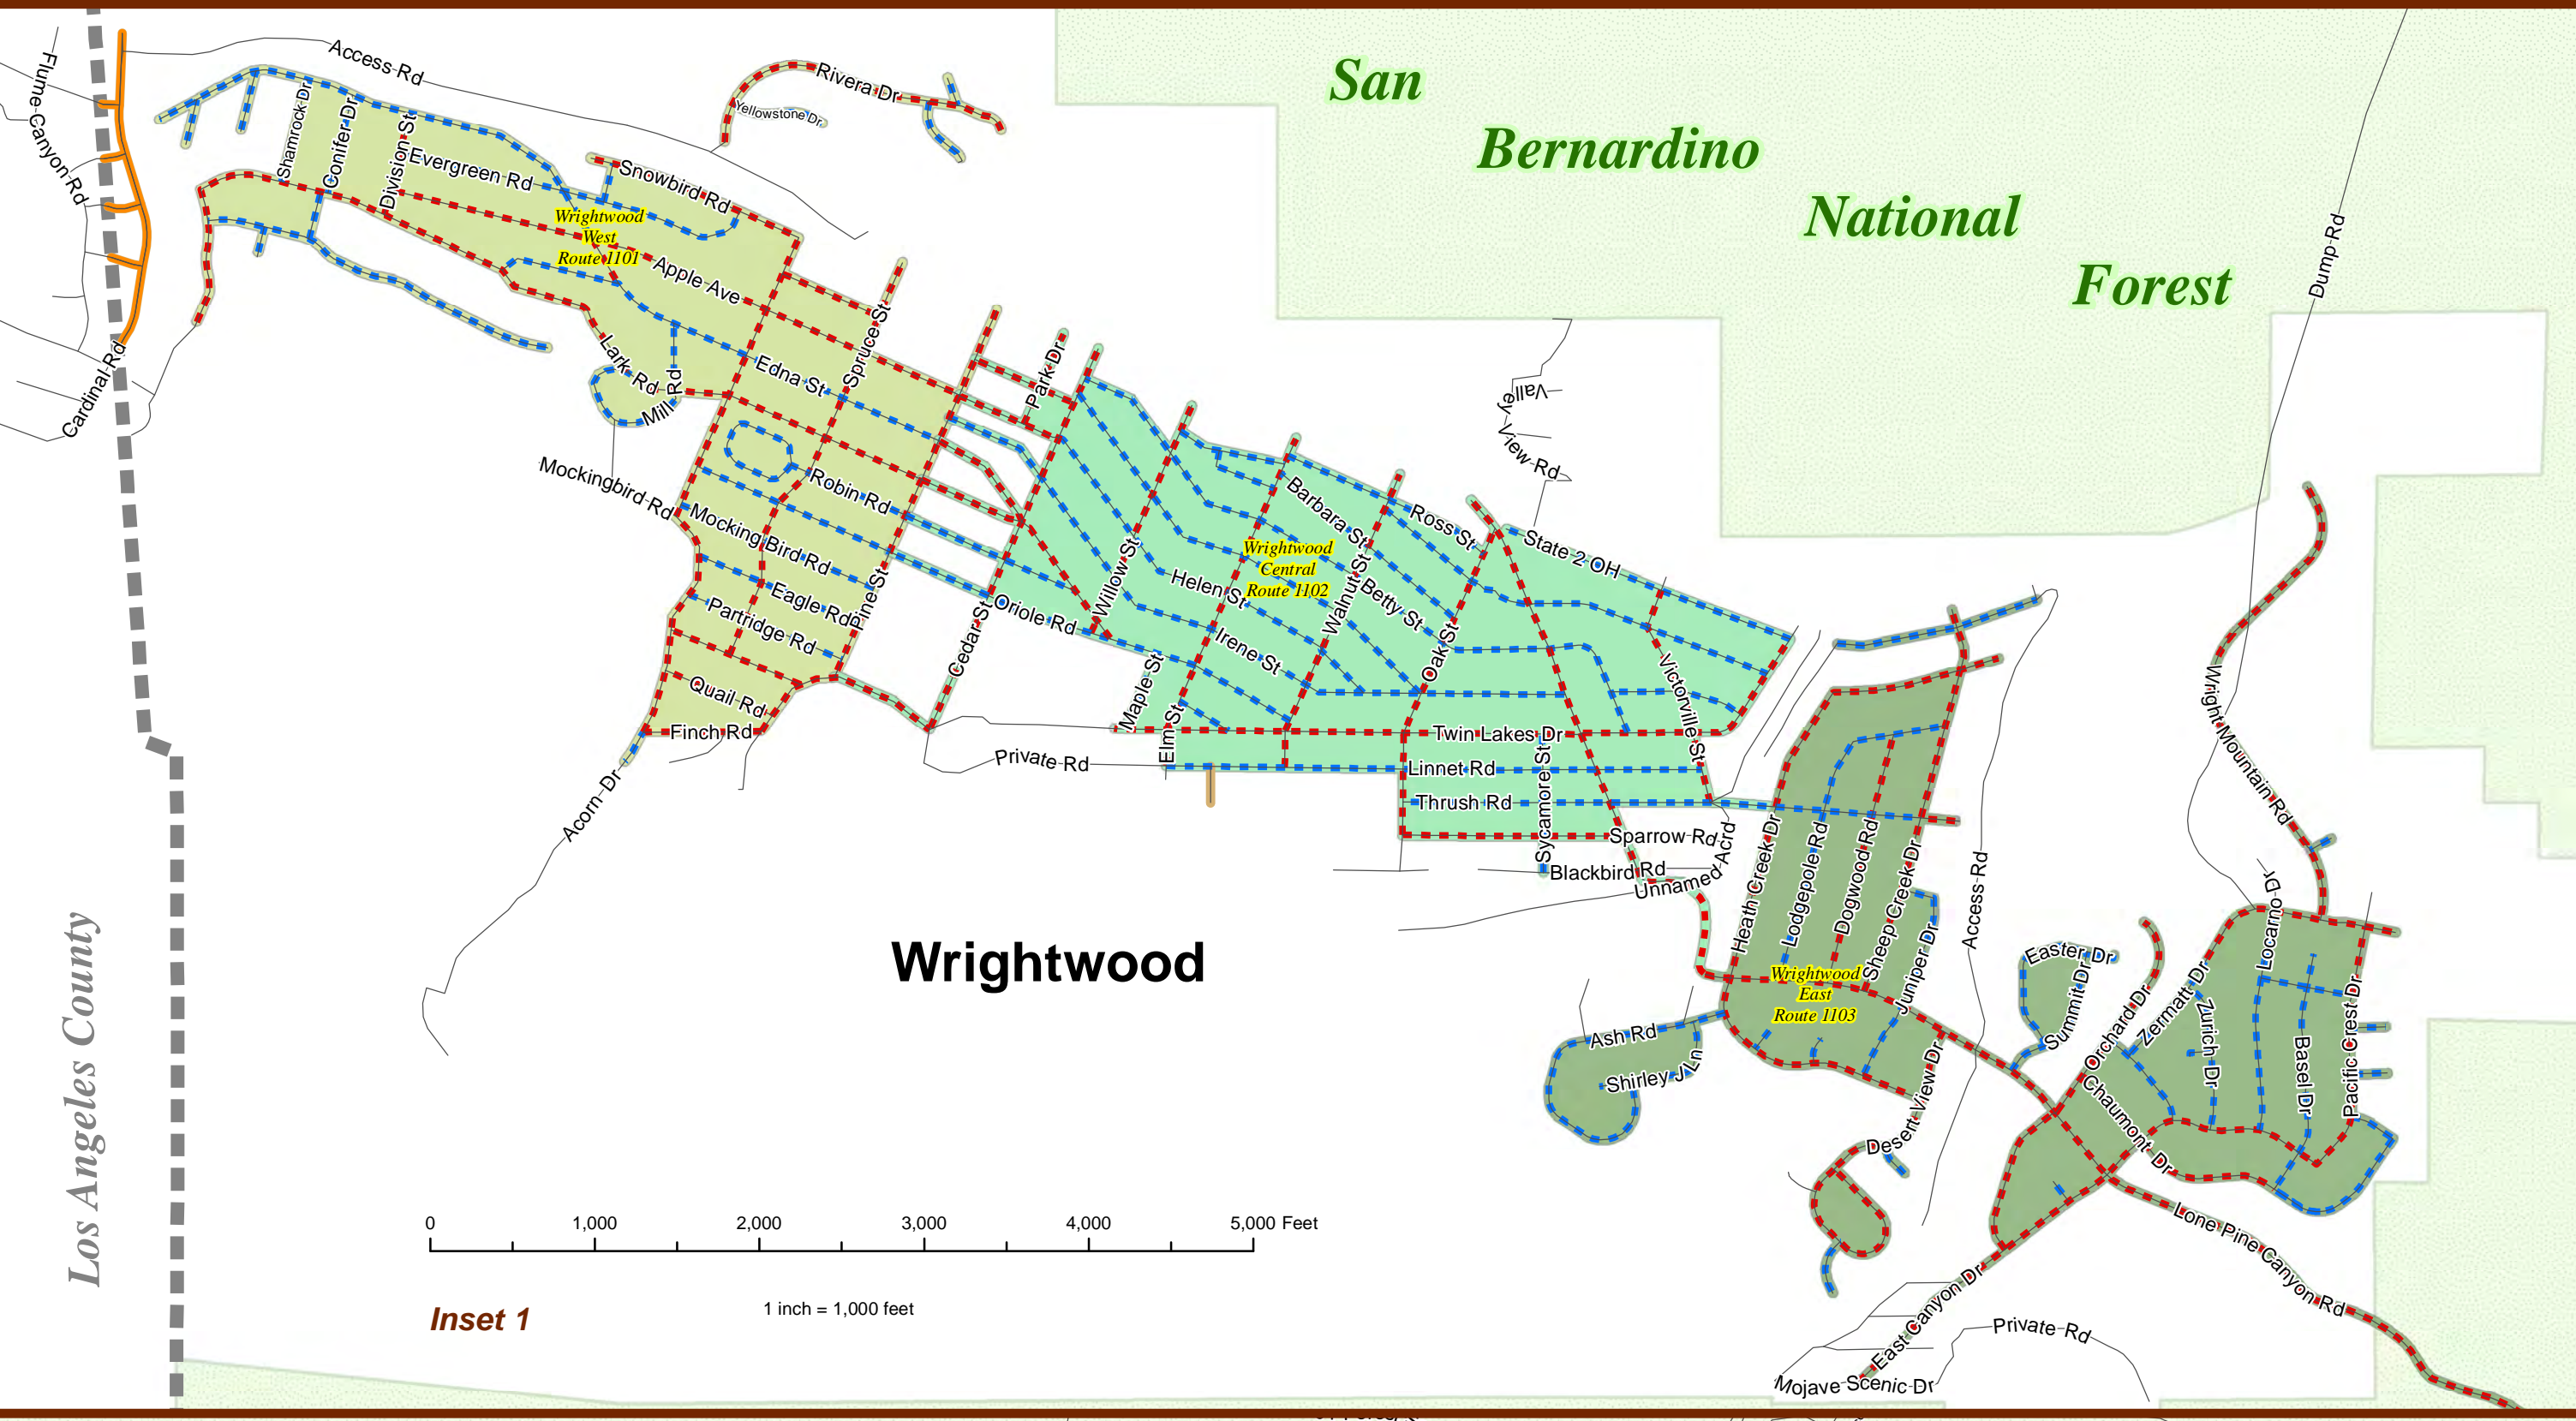 San
Bernardino
National
Forest
Flume Canyon Rd
Access Rd
Rivera Dr
Yellowstone Dr
Shamrock Dr
Conifer Dr
Division St
Evergreen Rd
Snowbird Rd
Wrightwood
West
Route 1101
Apple Ave
Dump Rd
Cardinal Rd
Lark Rd
Mill Rd
Edna St
Spruce St
Park Dr
Valley
View Rd
Mockingbird Rd
Robin Rd
Mocking Bird Rd
Eagle Rd
Partridge Rd
Pine St
Quail Rd
Finch Rd
Acorn Dr
Cedar St
Oriole Rd
Willow St
Maple St
Elm St
Helen St
Irene St
Wrightwood
Central
Route 1102
Barbara St
Walnut St
Betty St
Ross St
Oak St
State 2 OH
Victorville St
Twin Lakes Dr
Private Rd
Linnet Rd
Thrush Rd
Sycamore St
Sparrow Rd
Blackbird Rd
Unnamed Acrd
Heath Creek Dr
Lodgepole Rd
Dogwood Rd
Sheep Creek Dr
Juniper Dr
Access Rd
Wright Mountain Rd
Wrightwood
East
Route 1103
Ash Rd
Shirley J Ln
Desert View Dr
Easter Dr
Summit Dr
Orchard Dr
Zermatt Dr
Zurich Dr
Locarno Dr
Basel Dr
Pacific Crest Dr
Chaumont Dr
Lone Pine Canyon Rd
East Canyon Dr
Private Rd
Mojave Scenic Dr
Los Angeles County
Wrightwood
0 1,000 2,000 3,000 4,000 5,000 Feet
Inset 1
1 inch = 1,000 feet